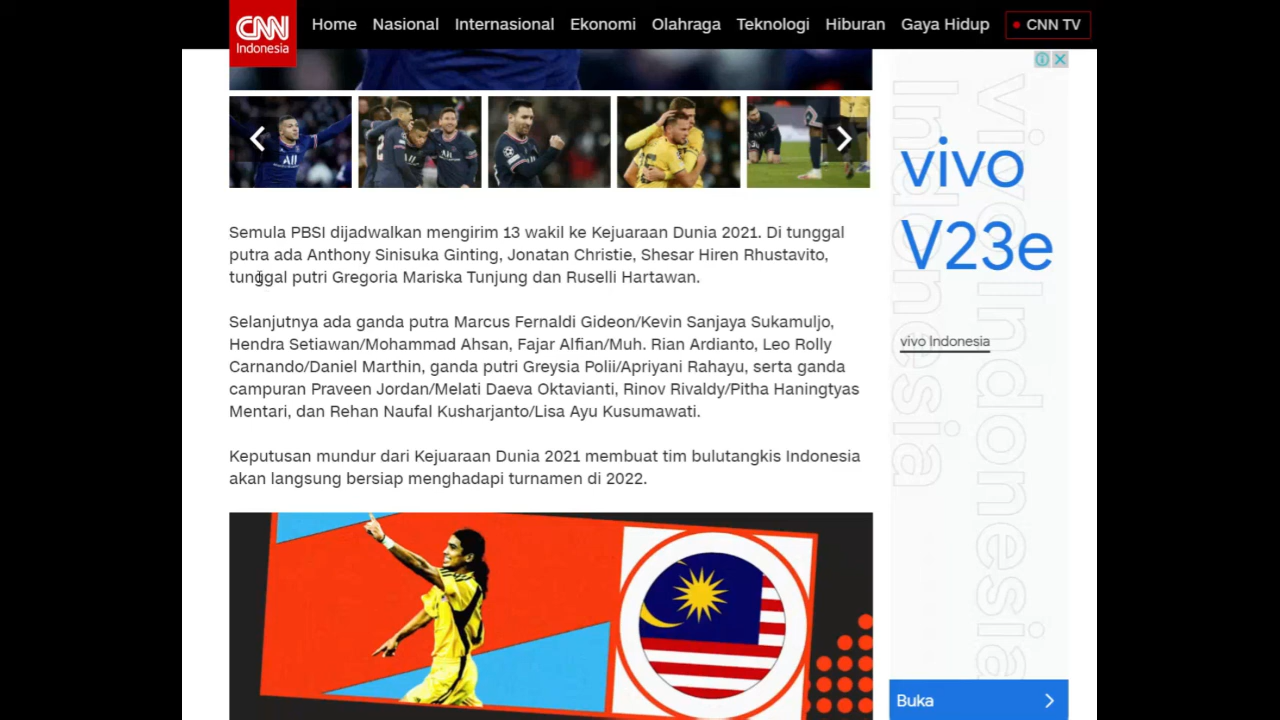 CNN Indonesia
Home Nasional Internasional Ekonomi Olahraga Teknologi Hiburan Gaya Hidup CNN TV
Semula PBSI dijadwalkan mengirim 13 wakil ke Kejuaraan Dunia 2021. Di tunggal
putra ada Anthony Sinisuka Ginting, Jonatan Christie, Shesar Hiren Rhustavito,
tunggal putri Gregoria Mariska Tunjung dan Ruselli Hartawan.
Selanjutnya ada ganda putra Marcus Fernaldi Gideon/Kevin Sanjaya Sukamuljo,
Hendra Setiawan/Mohammad Ahsan, Fajar Alfian/Muh. Rian Ardianto, Leo Rolly
Carnando/Daniel Marthin, ganda putri Greysia Polii/Apriyani Rahayu, serta ganda
campuran Praveen Jordan/Melati Daeva Oktavianti, Rinov Rivaldy/Pitha Haningtyas
Mentari, dan Rehan Naufal Kusharjanto/Lisa Ayu Kusumawati.
Keputusan mundur dari Kejuaraan Dunia 2021 membuat tim bulutangkis Indonesia
akan langsung bersiap menghadapi turnamen di 2022.
vivo
V23e
vivo Indonesia
vivo Indonesia
Indonesia
Buka